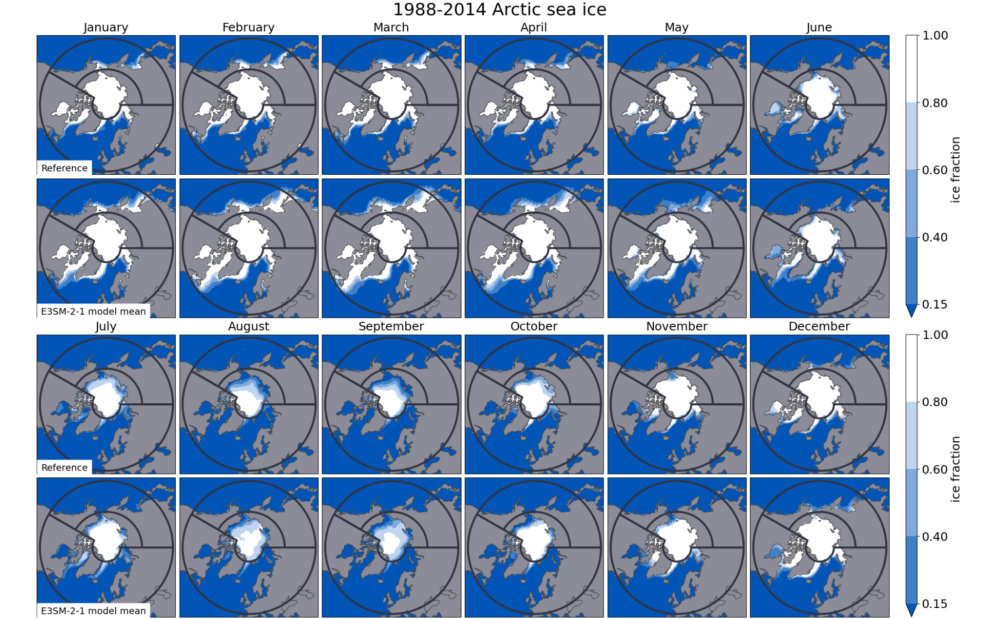 1988-2014 Arctic sea ice
January
February
March
April
May
June
1.00
0.80
0.60
0.40
0.15
ice fraction
Reference
E3SM-2-1 model mean
July
August
September
October
November
December
1.00
0.80
0.60
0.40
0.15
ice fraction
Reference
E3SM-2-1 model mean